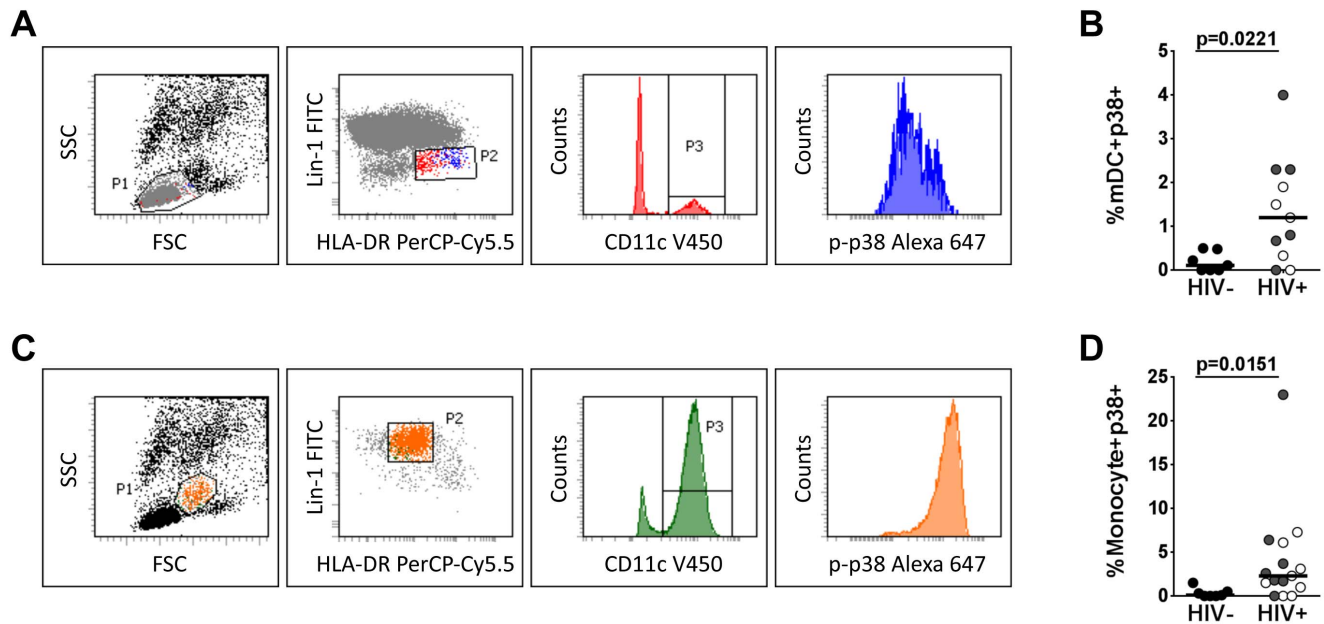 A
SSC
P1
FSC
Lin-1 FITC
P2
HLA-DR PerCP-Cy5.5
Counts
P3
CD11c V450
Counts
p-p38 Alexa 647
B
p=0.0221
%mDC+p38+
5
4
3
2
1
0
HIV-
HIV+
C
SSC
P1
FSC
Lin-1 FITC
P2
HLA-DR PerCP-Cy5.5
Counts
P3
CD11c V450
Counts
p-p38 Alexa 647
D
p=0.0151
%Monocyte+p38+
25
20
15
10
5
0
HIV-
HIV+